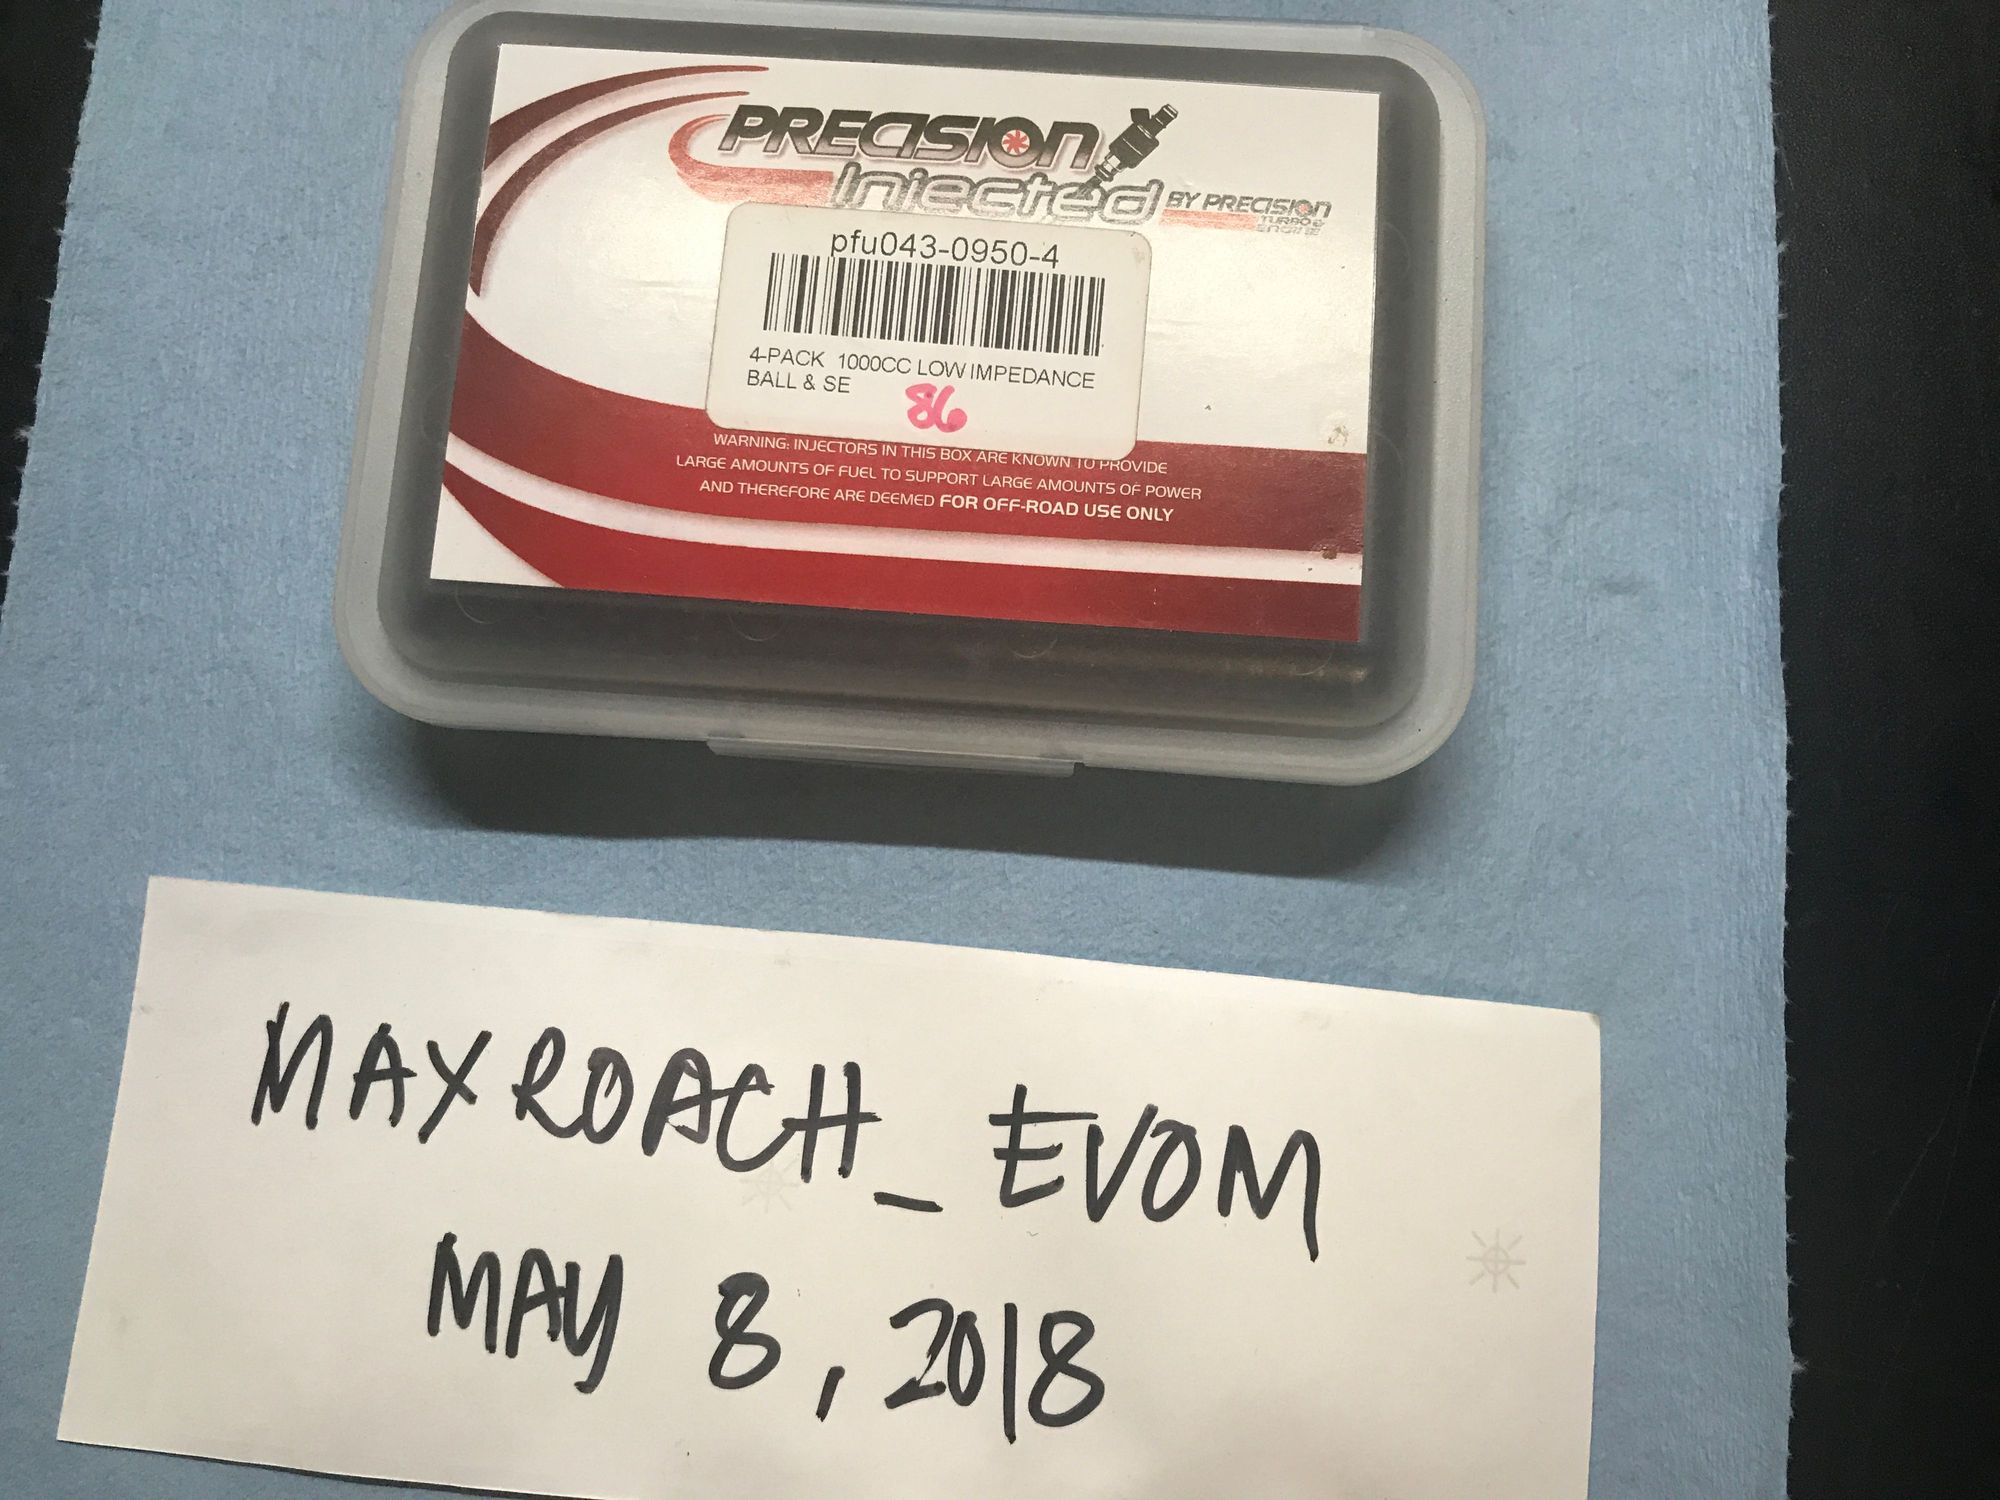 PRECISION
Injected BY PRECISION
TURBO &
ENGINE
pfu043-0950-4
4-PACK 1000CC LOW IMPEDANCE
BALL & SE
86
WARNING: INJECTORS IN THIS BOX ARE KNOWN TO PROVIDE
LARGE AMOUNTS OF FUEL TO SUPPORT LARGE AMOUNTS OF POWER
AND THEREFORE ARE DEEMED FOR OFF-ROAD USE ONLY
MAXROACH_EVOM
MAY 8, 2018